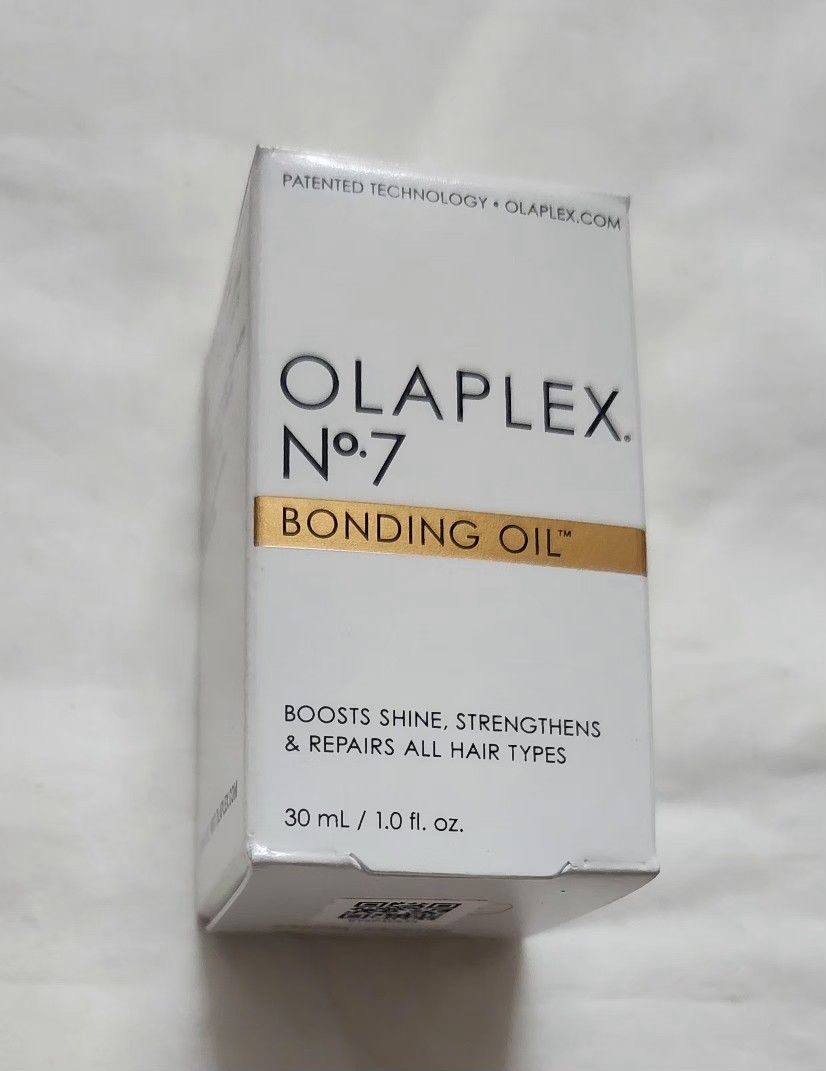 PATENTED TECHNOLOGY • OLAPLEX.COM
OLAPLEX®
Nº.7
BONDING OIL™
BOOSTS SHINE, STRENGTHENS
& REPAIRS ALL HAIR TYPES
30 mL / 1.0 fl. oz.